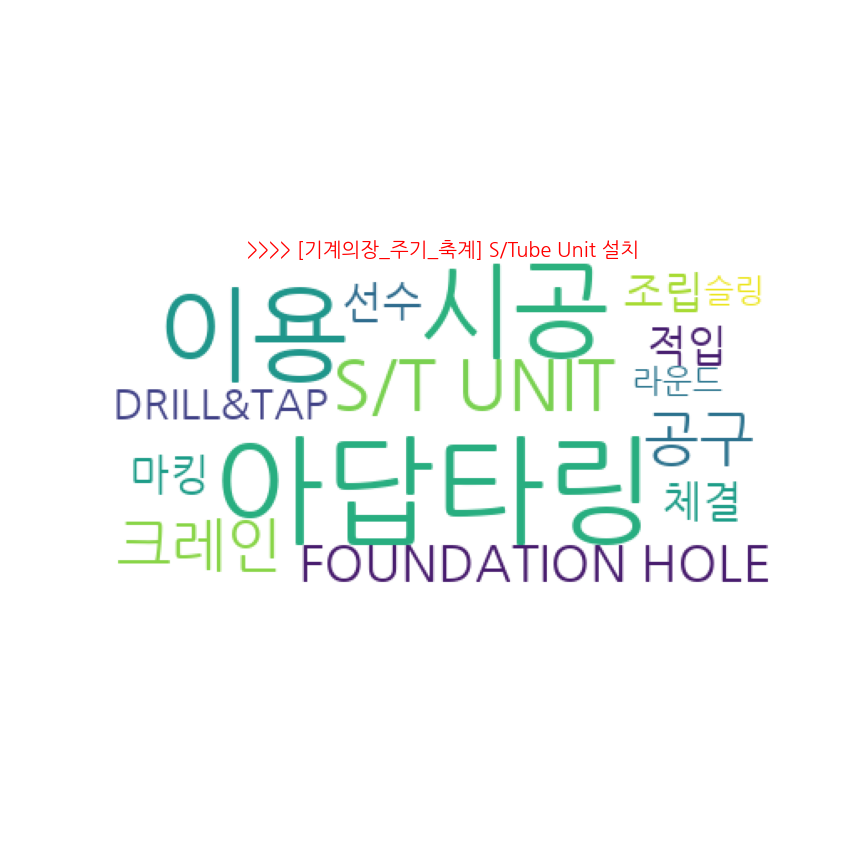 >>>> [기계의장_주기_축계] S/Tube Unit 설치
이용
선수
시공
조립
슬링
적입
라운드
S/T UNIT
DRILL&TAP
공구
마킹
아답타링
체결
크레인
FOUNDATION HOLE